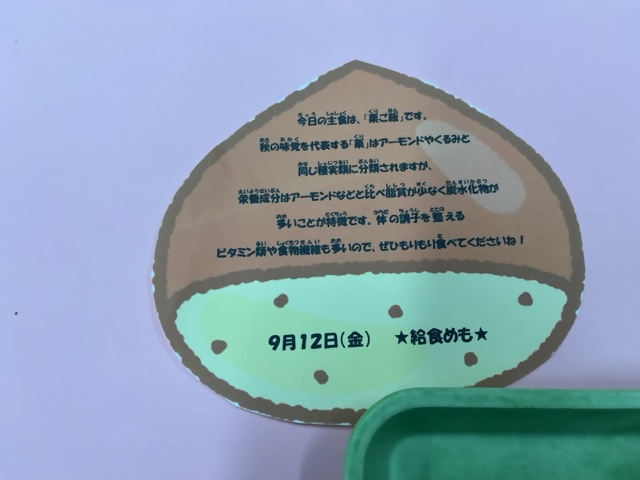 今日の主食は、「栗ご飯」です。
秋の味覚を代表する「栗」はアーモンドやくるみと
同じ種実類に分類されますが、
栄養成分はアーモンドなどと比べ脂質が少なく炭水化物が
多いことが特徴です。体の調子を整える
ビタミン類や食物繊維も多いので、ぜひもりもり食べてくださいね！
9月12日(金) ★給食めも★